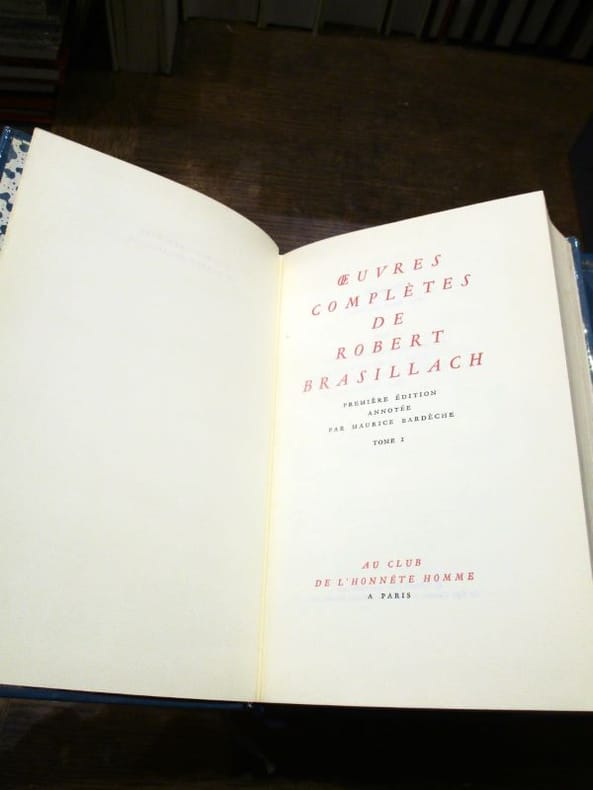 ŒUVRES
COMPLÈTES
DE
ROBERT
BRASILLACH
PREMIÈRE ÉDITION
ANNOTÉE
PAR MAURICE BARDÈCHE
TOME I
AU CLUB
DE L'HONNÊTE HOMME
A PARIS